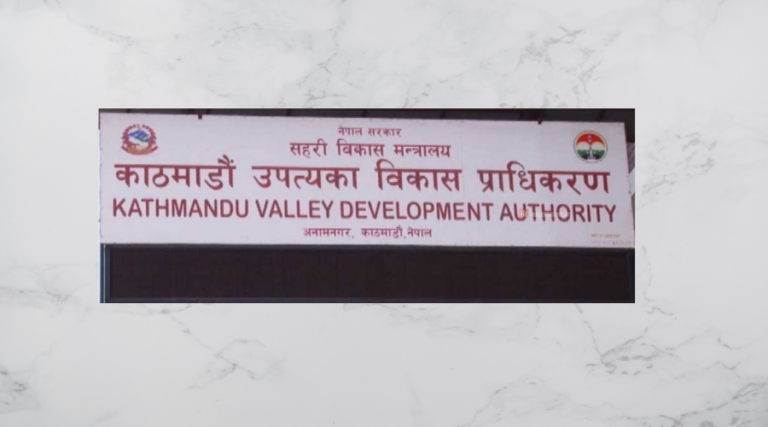 नेपाल सरकार
सहरी विकास मन्त्रालय
काठमाडौं उपत्यका विकास प्राधिकरण
KATHMANDU VALLEY DEVELOPMENT AUTHORITY
अनामनगर, काठमाडौं,नेपाल